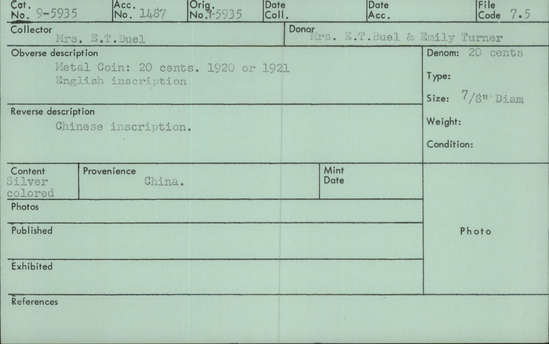 Cat. No. 9-5935 Acc. No. 1487 Orig. No. 9-5935 Date Coll. Date Acc. File Code 7.5
Collector Mrs. E.T.Buel Donar Mrs. E.T.Buel & Emily Turner
Obverse description
Metal Coin: 20 cents. 1920 or 1921
English inscription
Denom: 20 cents
Type:
Size: 7/8" Diam
Weight:
Condition:
Reverse description
Chinese inscription.
Content Silver colored
Provenience China.
Mint Date
Photos
Published
Exhibited
Photo
References